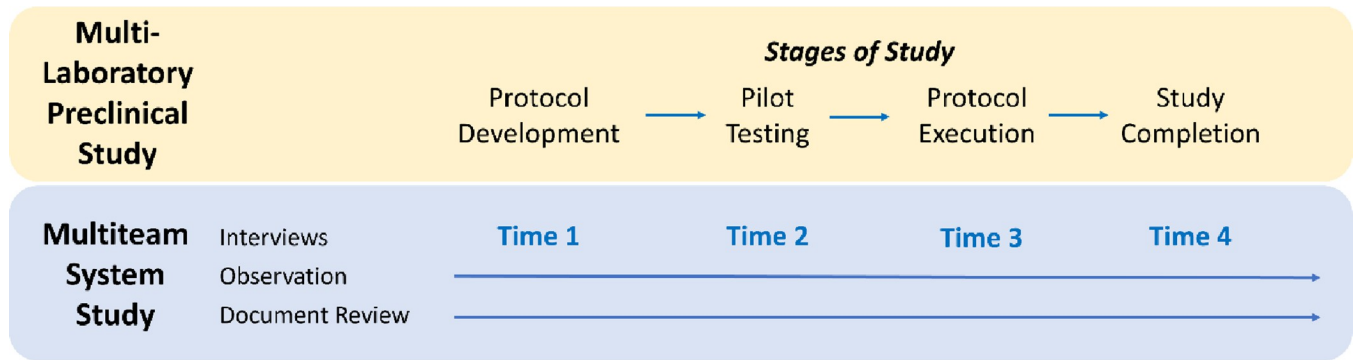 Multi-
Laboratory
Preclinical
Study
Stages of Study
Protocol
Development
Pilot
Testing
Protocol
Execution
Study
Completion
Multiteam
System
Study
Interviews
Time 1
Time 2
Time 3
Time 4
Observation
Document Review